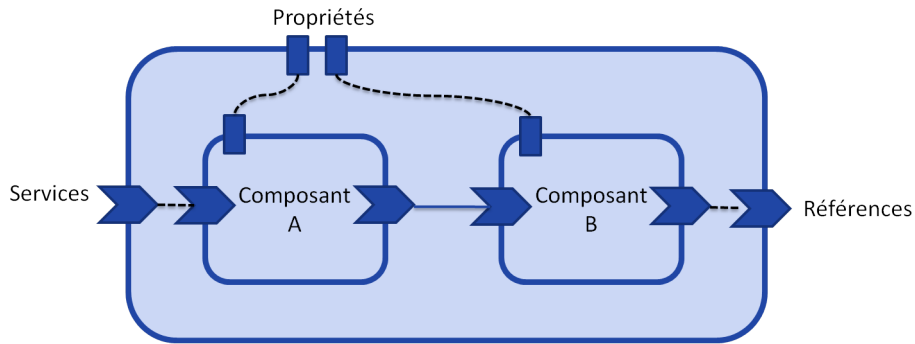 Propriétés
Services
Composant
A
Composant
B
Références